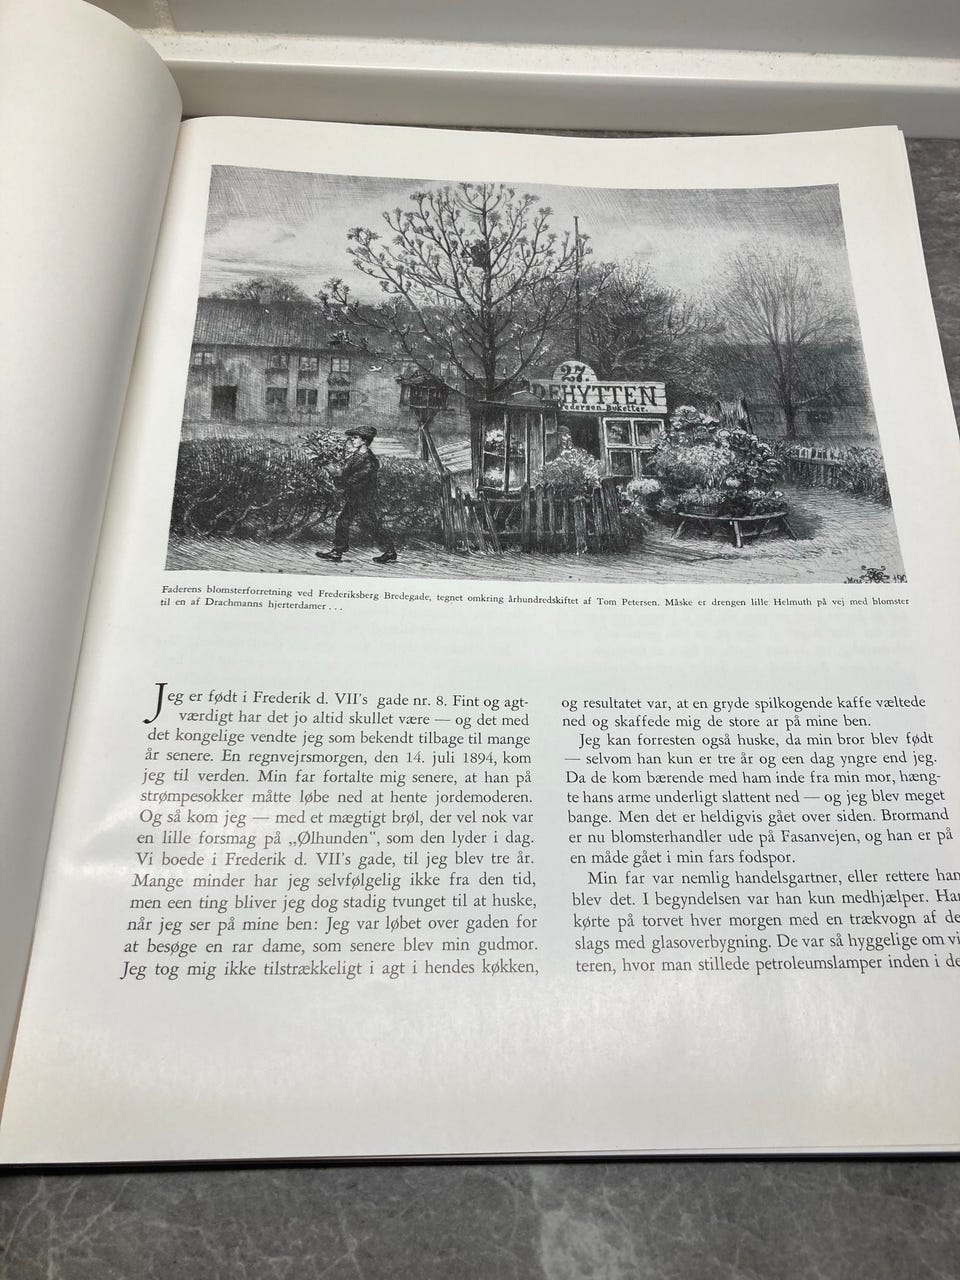 27.
DEHYTTEN
Pedersen. Buketter.
Faderens blomsterforretning ved Frederiksberg Bredegade, tegnet omkring århundredskiftet af Tom Petersen. Måske er drengen lille Helmuth på vej med blomster
til en af Drachmanns hjerterdamer . . .
Jeg er født i Frederik d. VII's gade nr. 8. Fint og agt-
værdigt har det jo altid skullet være — og det med
det kongelige vendte jeg som bekendt tilbage til mange
år senere. En regnvejrsmorgen, den 14. juli 1894, kom
jeg til verden. Min far fortalte mig senere, at han på
strømpesokker måtte løbe ned at hente jordemoderen.
Og så kom jeg — med et mægtigt brøl, der vel nok var
en lille forsmag på „Ølhunden", som den lyder i dag.
Vi boede i Frederik d. VII's gade, til jeg blev tre år.
Mange minder har jeg selvfølgelig ikke fra den tid,
men een ting bliver jeg dog stadig tvunget til at huske,
når jeg ser på mine ben: Jeg var løbet over gaden for
at besøge en rar dame, som senere blev min gudmor.
Jeg tog mig ikke tilstrækkeligt i agt i hendes køkken,
og resultatet var, at en gryde spilkogende kaffe væltede
ned og skaffede mig de store ar på mine ben.
Jeg kan forresten også huske, da min bror blev født
— selvom han kun er tre år og een dag yngre end jeg.
Da de kom bærende med ham inde fra min mor, hæng-
te hans arme underligt slattent ned — og jeg blev meget
bange. Men det er heldigvis gået over siden. Brormand
er nu blomsterhandler ude på Fasanvejen, og han er på
en måde gået i min fars fodspor.
Min far var nemlig handelsgartner, eller rettere han
blev det. I begyndelsen var han kun medhjælper. Han
kørte på torvet hver morgen med en trækvogn af de
slags med glasoverbygning. De var så hyggelige om vi
teren, hvor man stillede petroleumslamper inden i de